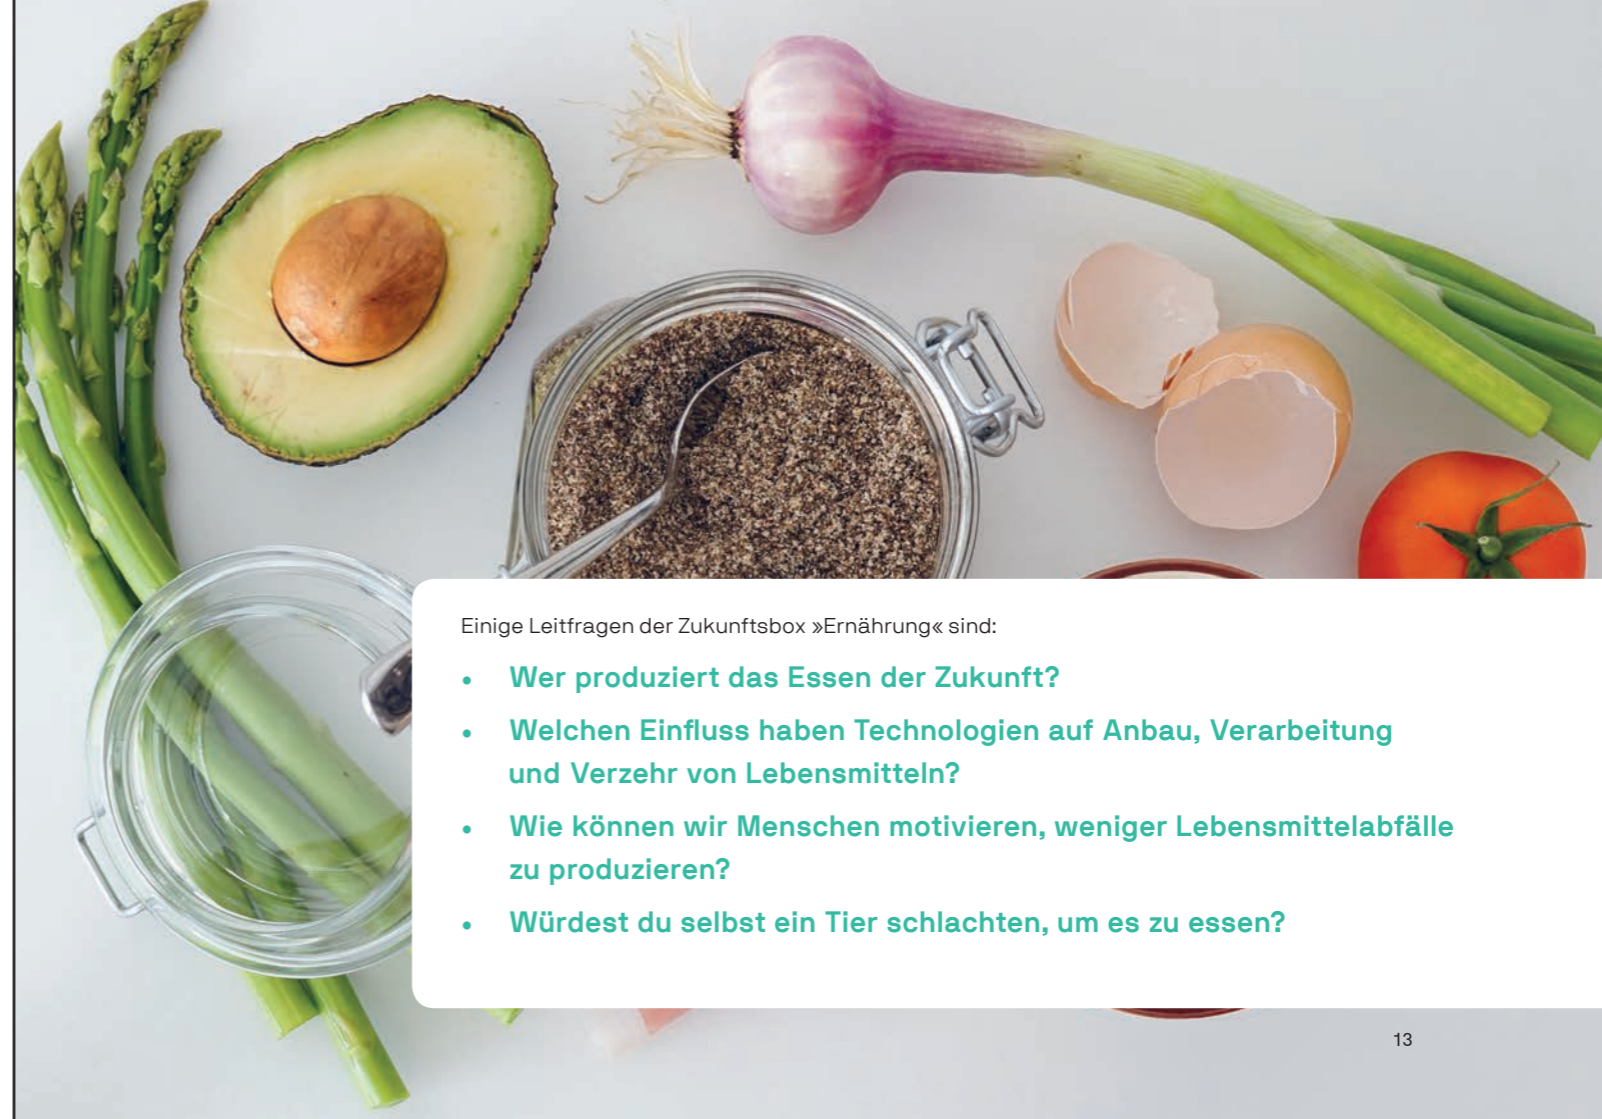 Einige Leitfragen der Zukunftsbox »Ernährung« sind:
• Wer produziert das Essen der Zukunft?
• Welchen Einfluss haben Technologien auf Anbau, Verarbeitung
und Verzehr von Lebensmitteln?
• Wie können wir Menschen motivieren, weniger Lebensmittelabfälle
zu produzieren?
• Würdest du selbst ein Tier schlachten, um es zu essen?
13